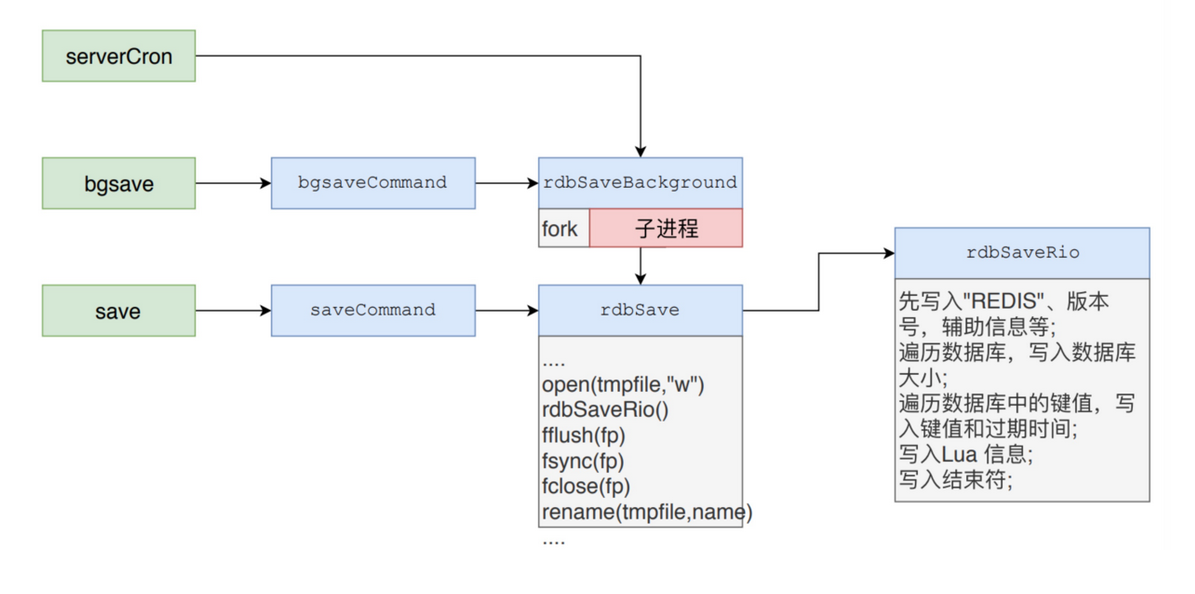 serverCron
bgsave
bgsaveCommand
rdbSaveBackground
fork
子进程
save
saveCommand
rdbSave
....
open(tmpfile,"w")
rdbSaveRio()
fflush(fp)
fsync(fp)
fclose(fp)
rename(tmpfile,name)
....
rdbSaveRio
先写入"REDIS"、版本
号，辅助信息等;
遍历数据库，写入数据库
大小;
遍历数据库中的键值，写
入键值和过期时间;
写入Lua 信息;
写入结束符;